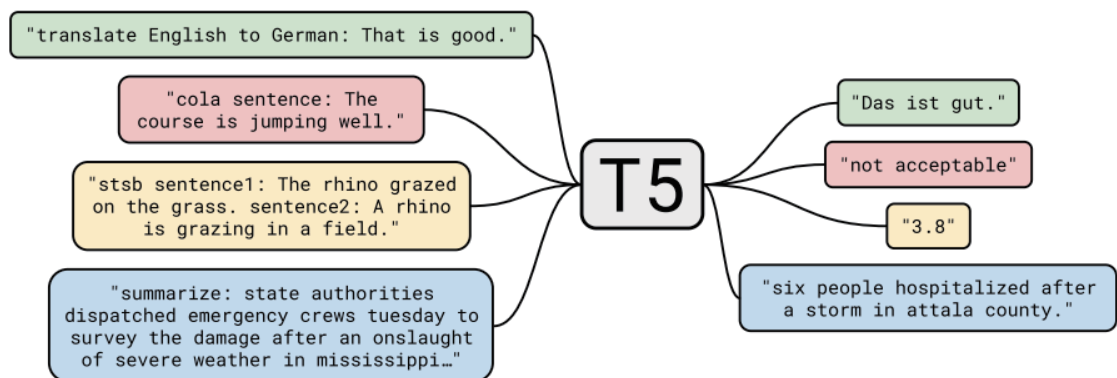 "translate English to German: That is good."
"cola sentence: The
course is jumping well."
"stsb sentence1: The rhino grazed
on the grass. sentence2: A rhino
is grazing in a field."
"summarize: state authorities
dispatched emergency crews tuesday to
survey the damage after an onslaught
of severe weather in mississippi…"
T5
"Das ist gut."
"not acceptable"
"3.8"
"six people hospitalized after
a storm in attala county."